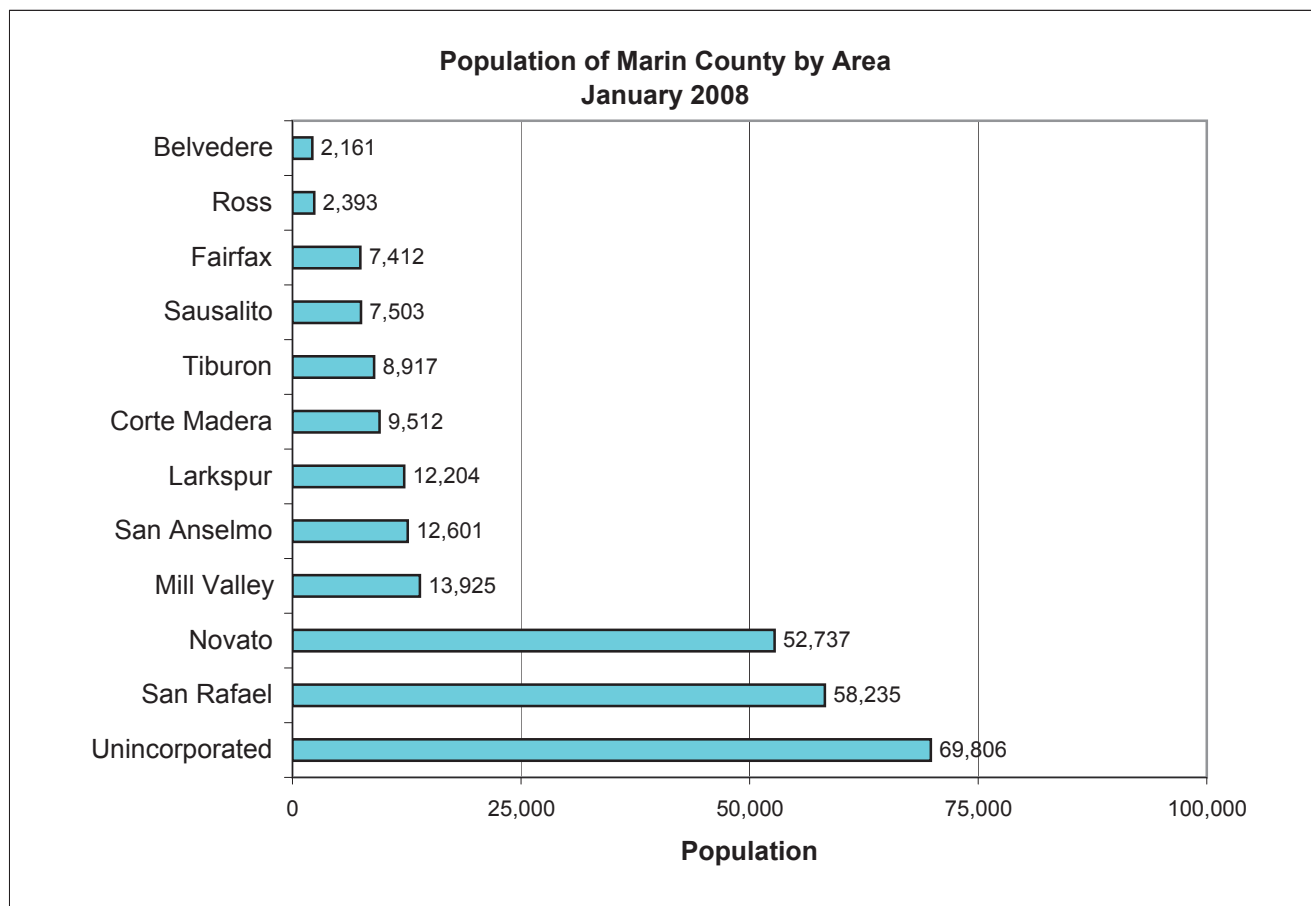 Population of Marin County by Area
January 2008
Belvedere 2,161
Ross 2,393
Fairfax 7,412
Sausalito 7,503
Tiburon 8,917
Corte Madera 9,512
Larkspur 12,204
San Anselmo 12,601
Mill Valley 13,925
Novato 52,737
San Rafael 58,235
Unincorporated 69,806
0 25,000 50,000 75,000 100,000
Population